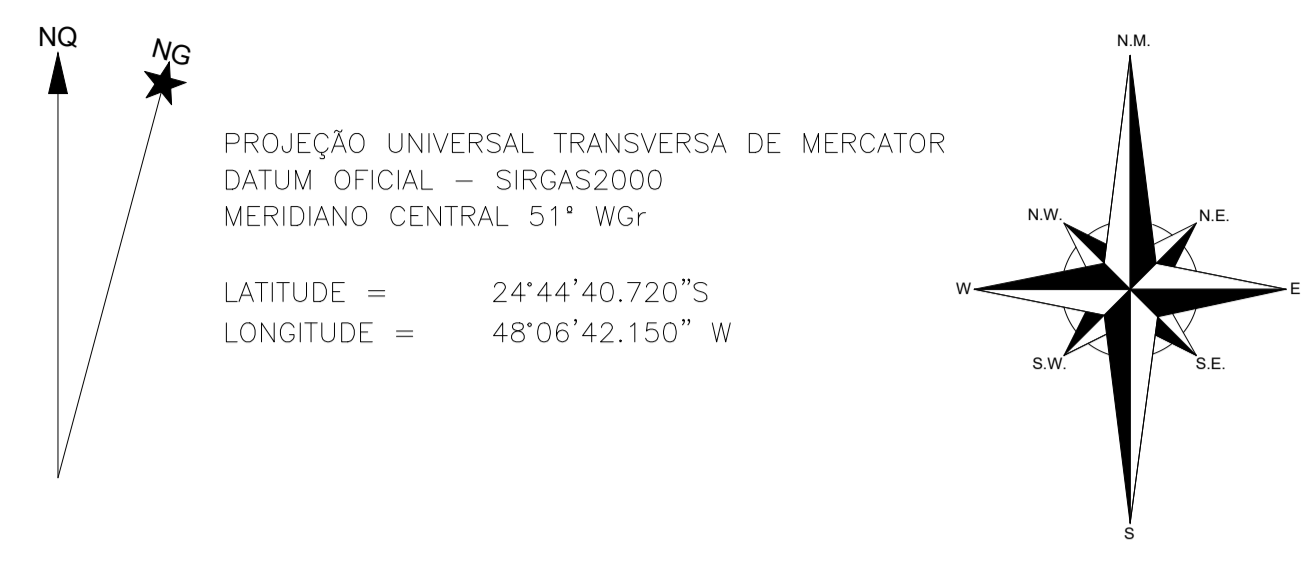 NQ
NG
PROJEÇÃO UNIVERSAL TRANSVERSA DE MERCATOR
DATUM OFICIAL – SIRGAS2000
MERIDIANO CENTRAL 51º WGr
LATITUDE = 24°44'40.720"S
LONGITUDE = 48°06'42.150" W
N.M.
N.W.
N.E.
W
E
S.W.
S.E.
S